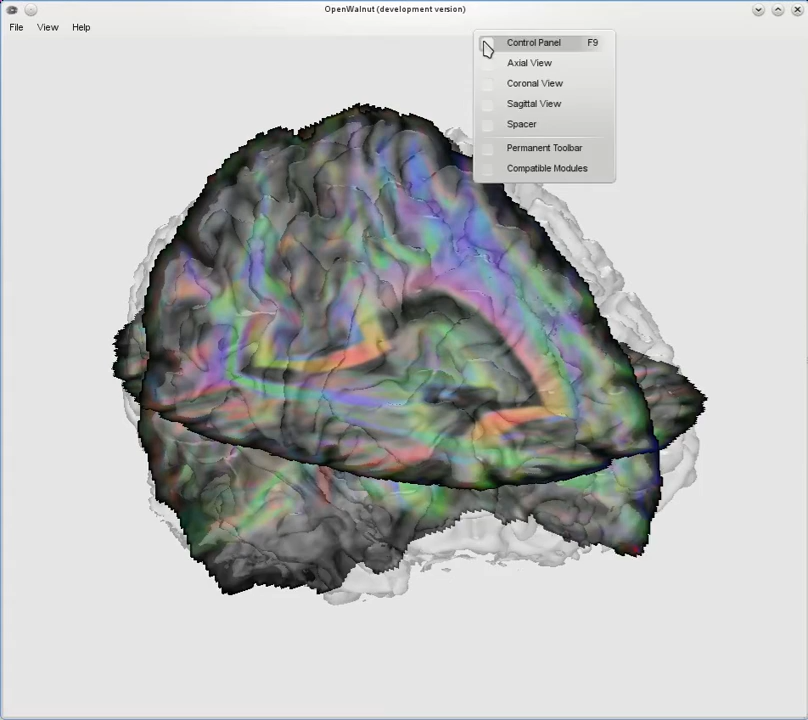 OpenWalnut (development version)
File View Help
Control Panel F9
Axial View
Coronal View
Sagittal View
Spacer
Permanent Toolbar
Compatible Modules